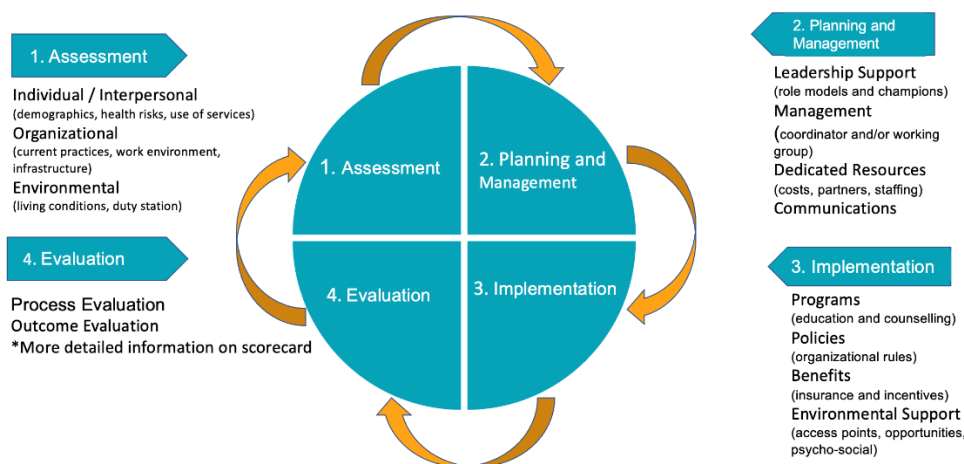 1. Assessment
Individual / Interpersonal
(demographics, health risks, use of services)
Organizational
(current practices, work environment,
infrastructure)
Environmental
(living conditions, duty station)
4. Evaluation
Process Evaluation
Outcome Evaluation
*More detailed information on scorecard
1. Assessment
2. Planning and
Management
4. Evaluation
3. Implementation
2. Planning and
Management
Leadership Support
(role models and champions)
Management
(coordinator and/or working
group)
Dedicated Resources
(costs, partners, staffing)
Communications
3. Implementation
Programs
(education and counselling)
Policies
(organizational rules)
Benefits
(insurance and incentives)
Environmental Support
(access points, opportunities,
psycho-social)